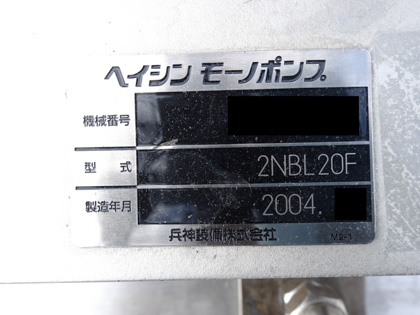 ヘイシン モーノポンプ
機械番号
型式 2NBL20F
製造年月 2004.
兵神装備株式会社